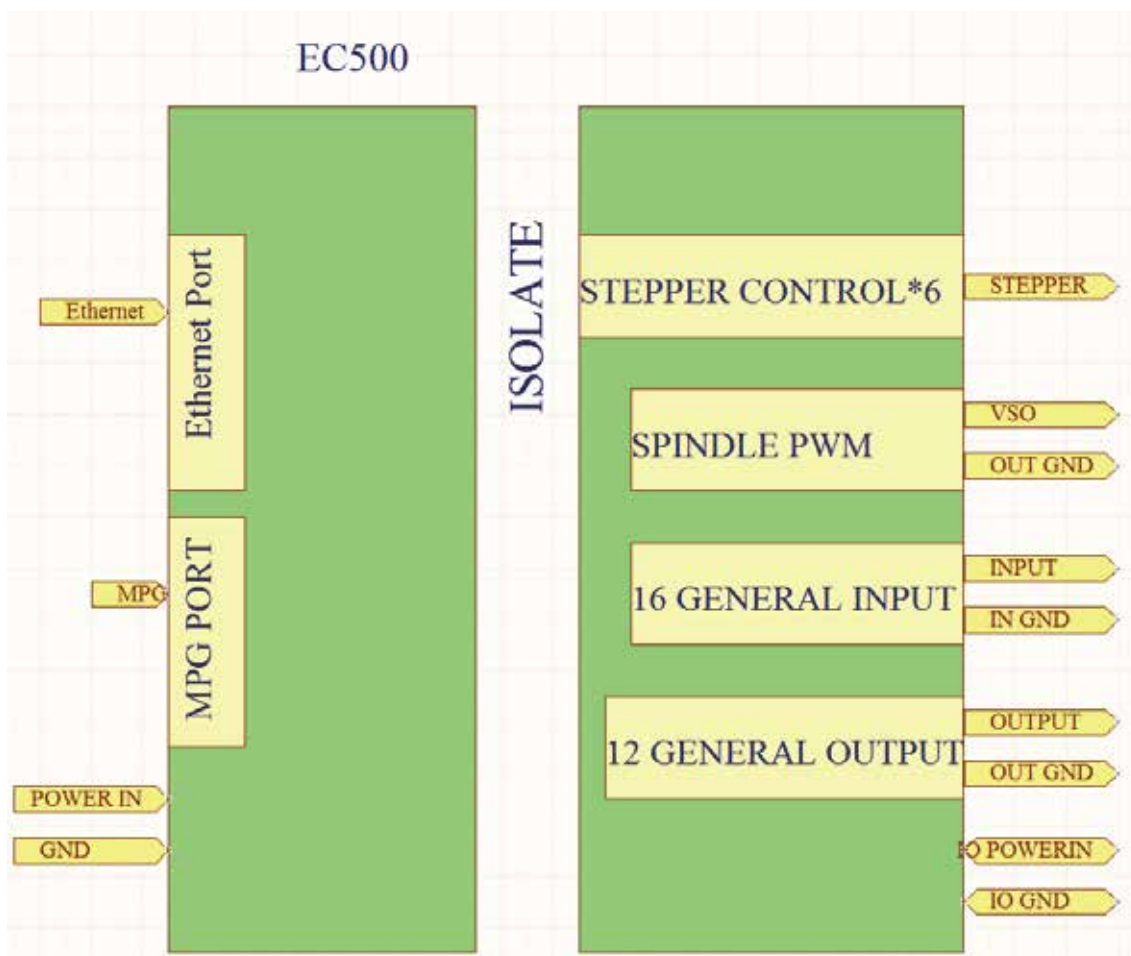 EC500
Ethernet
Ethernet Port
MPG
MPG PORT
POWER IN
GND
ISOLATE
STEPPER CONTROL*6
STEPPER
SPINDLE PWM
VSO
OUT GND
16 GENERAL INPUT
INPUT
IN GND
12 GENERAL OUTPUT
OUTPUT
OUT GND
IO POWERIN
IO GND